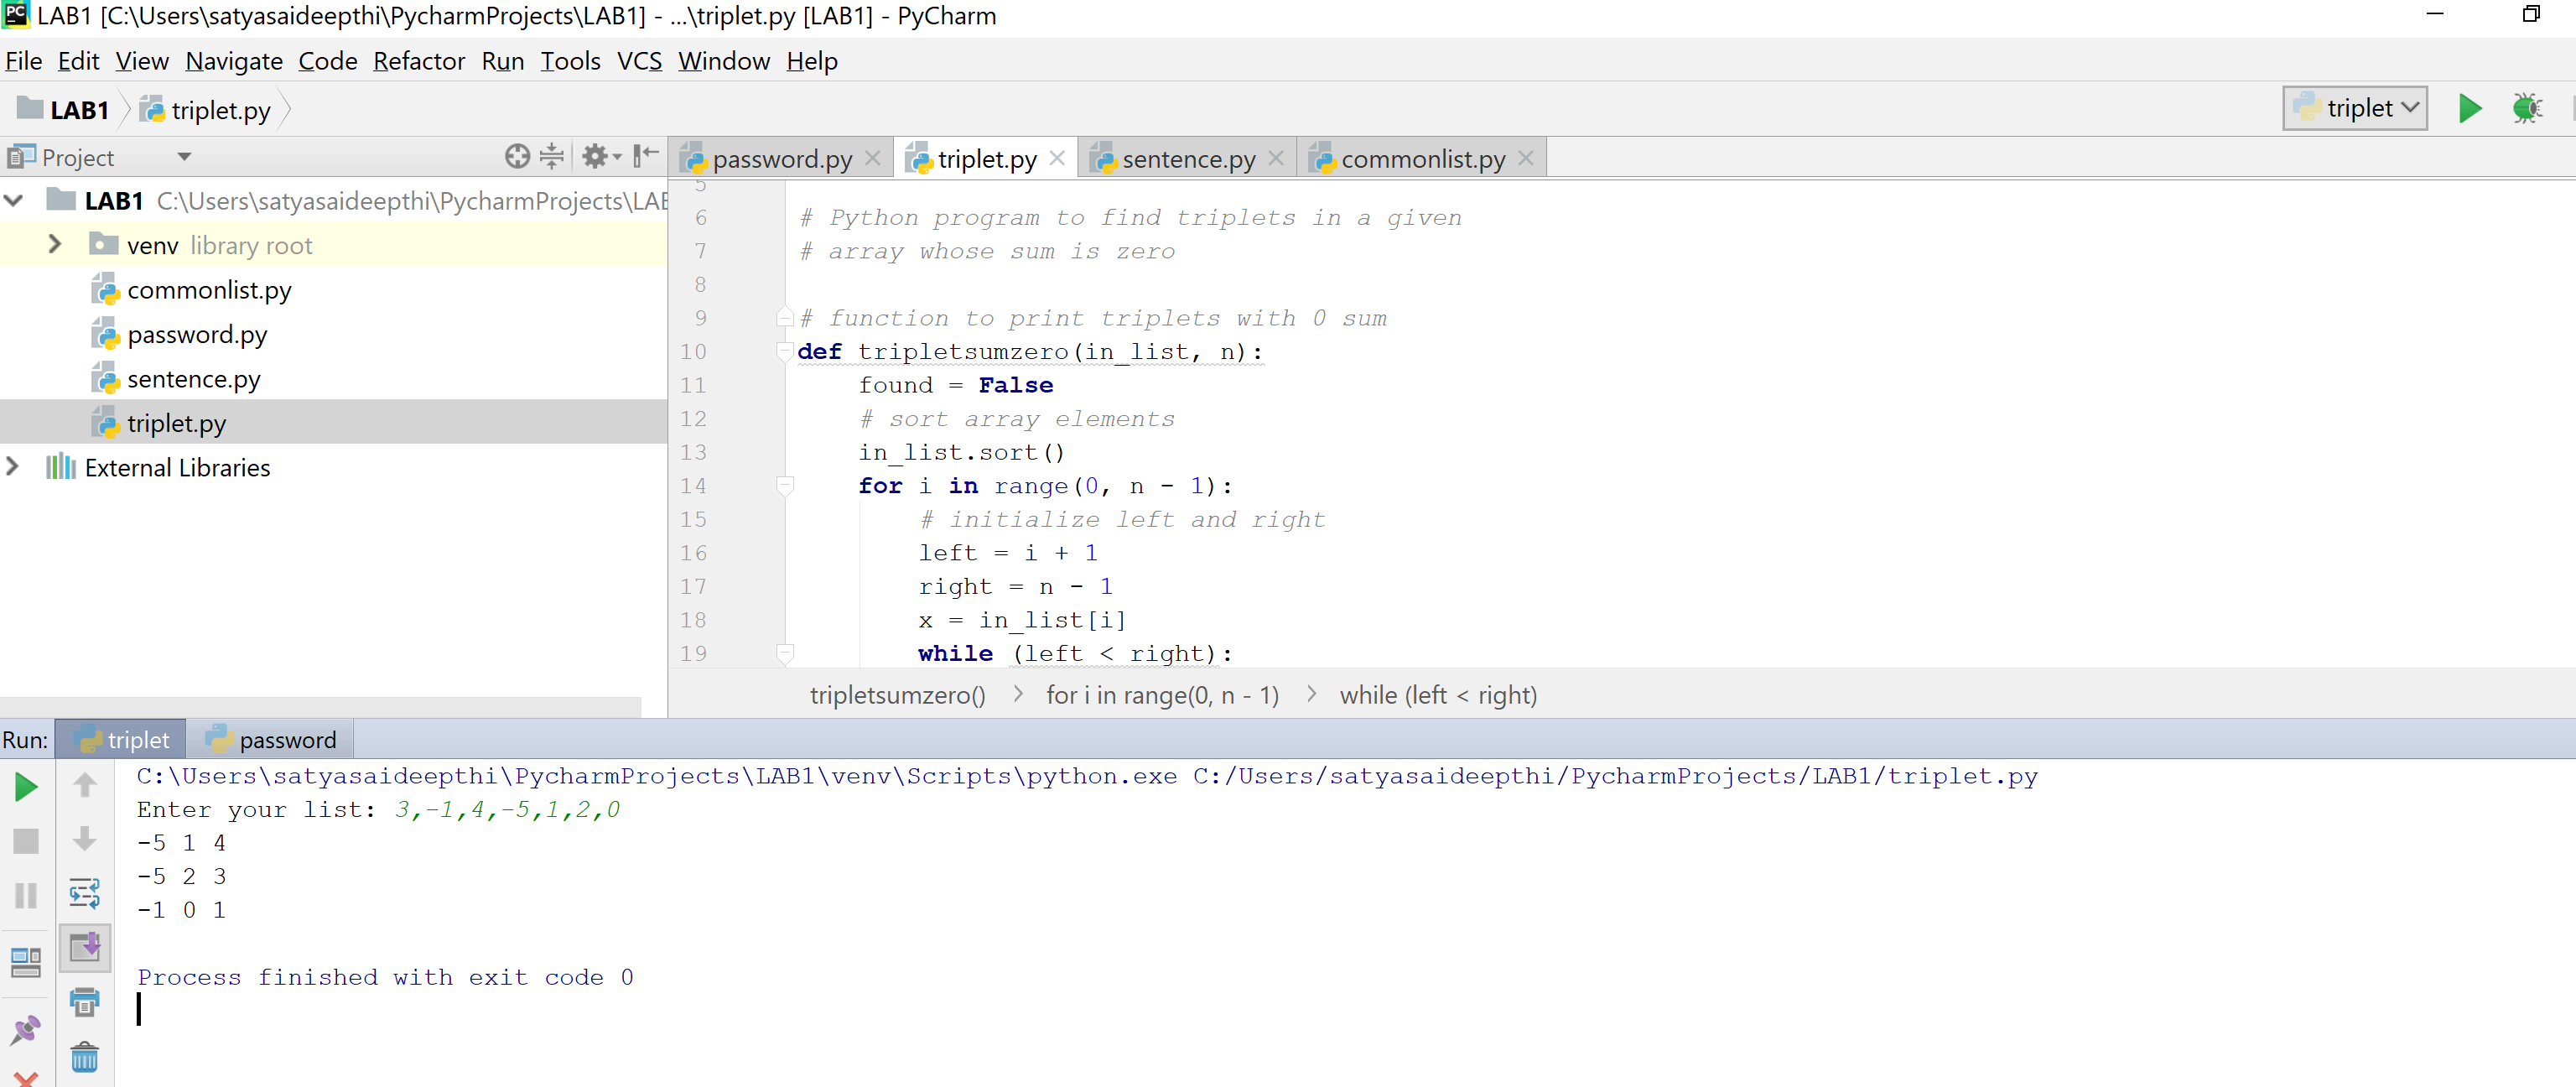 PC LAB1 [C:\Users\satyasaideepthi\PycharmProjects\LAB1] - ...\triplet.py [LAB1] - PyCharm
File Edit View Navigate Code Refactor Run Tools VCS Window Help
LAB1 triplet.py
triplet
Project
password.py triplet.py sentence.py commonlist.py
LAB1 C:\Users\satyasaideepthi\PycharmProjects\LAB
venv library root
commonlist.py
password.py
sentence.py
triplet.py
External Libraries
5
6 # Python program to find triplets in a given
7 # array whose sum is zero
8
9 # function to print triplets with 0 sum
10 def tripletsumzero(in_list, n):
11 found = False
12 # sort array elements
13 in_list.sort()
14 for i in range(0, n - 1):
15 # initialize left and right
16 left = i + 1
17 right = n - 1
18 x = in_list[i]
19 while (left < right):
tripletsumzero() for i in range(0, n - 1) while (left < right)
Run: triplet password
C:\Users\satyasaideepthi\PycharmProjects\LAB1\venv\Scripts\python.exe C:/Users/satyasaideepthi/PycharmProjects/LAB1/triplet.py
Enter your list: 3,-1,4,-5,1,2,0
-5 1 4
-5 2 3
-1 0 1
Process finished with exit code 0